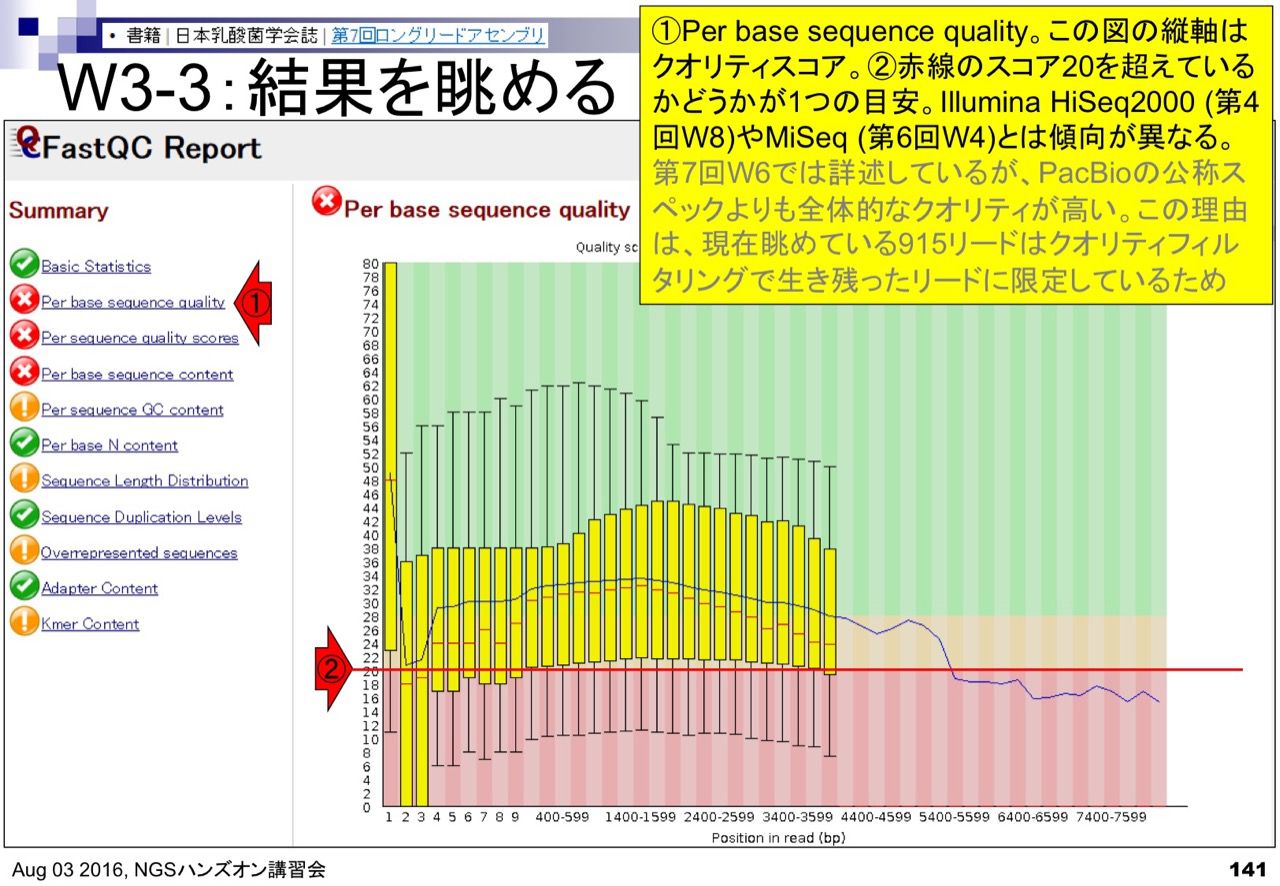 • 書籍 | 日本乳酸菌学会誌 | 第7回ロングリードアセンブリ
W3-3：結果を眺める
①Per base sequence quality。この図の縦軸は
クオリティスコア。②赤線のスコア20を超えている
かどうかが1つの目安。Illumina HiSeq2000 (第4
回W8)やMiSeq (第6回W4)とは傾向が異なる。
第7回W6では詳述しているが、PacBioの公称ス
ペックよりも全体的なクオリティが高い。この理由
は、現在眺めている915リードはクオリティフィル
タリングで生き残ったリードに限定しているため
FastQC Report
Summary
Basic Statistics
Per base sequence quality
①
Per sequence quality scores
Per base sequence content
Per sequence GC content
Per base N content
Sequence Length Distribution
Sequence Duplication Levels
Overrepresented sequences
Adapter Content
Kmer Content
Per base sequence quality
Quality sc
80
78
76
74
72
70
68
66
64
62
60
58
56
54
52
50
48
46
44
42
40
38
36
34
32
30
28
26
24
22
20
18
16
14
12
10
8
6
4
2
0
②
1 2 3 4 5 6 7 8 9 400-599 1400-1599 2400-2599 3400-3599 4400-4599 5400-5599 6400-6599 7400-7599
Position in read (bp)
Aug 03 2016, NGSハンズオン講習会
141